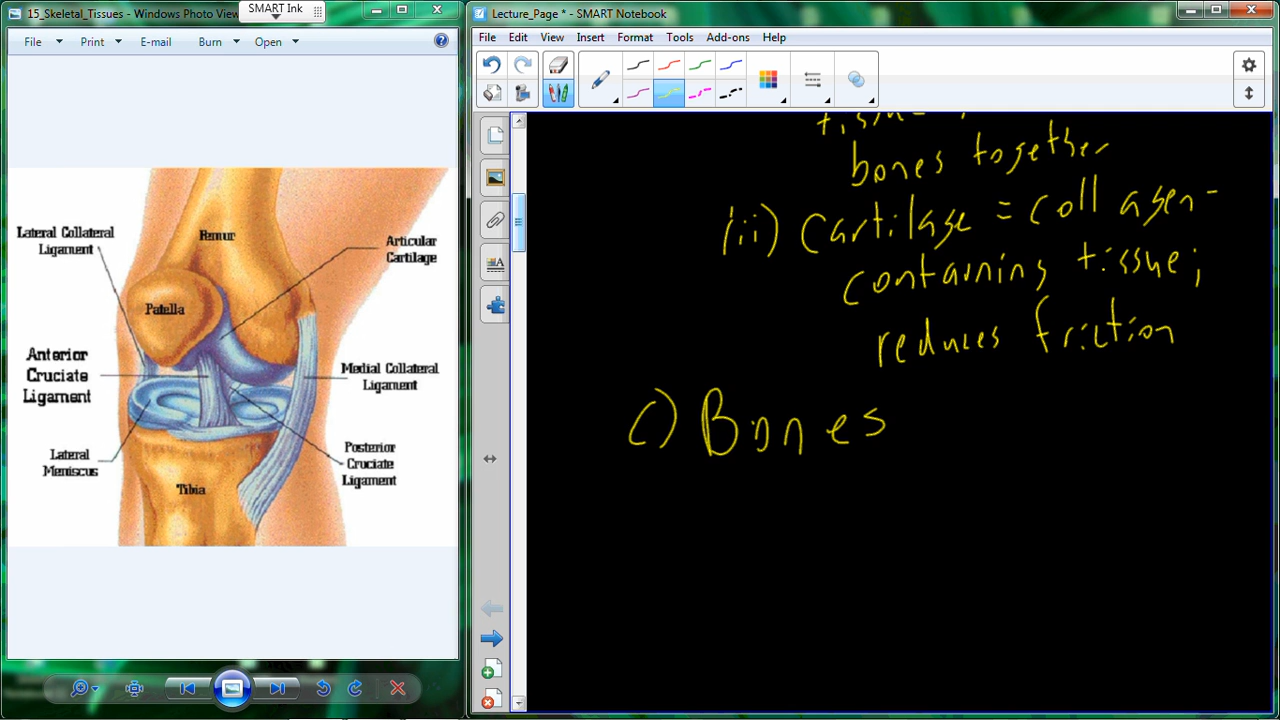 15_Skeletal_Tissues - Windows Photo View
SMART Ink
File Print E-mail Burn Open
Lateral Collateral
Ligament
Femur
Articular
Cartilage
Patella
Anterior
Cruciate
Ligament
Medial Collateral
Ligament
Lateral
Meniscus
Posterior
Cruciate
Ligament
Tibia
Lecture_Page * - SMART Notebook
File Edit View Insert Format Tools Add-ons Help
bones together
iii) Cartilage = collagen-
containing tissue;
reduces friction
c) Bones